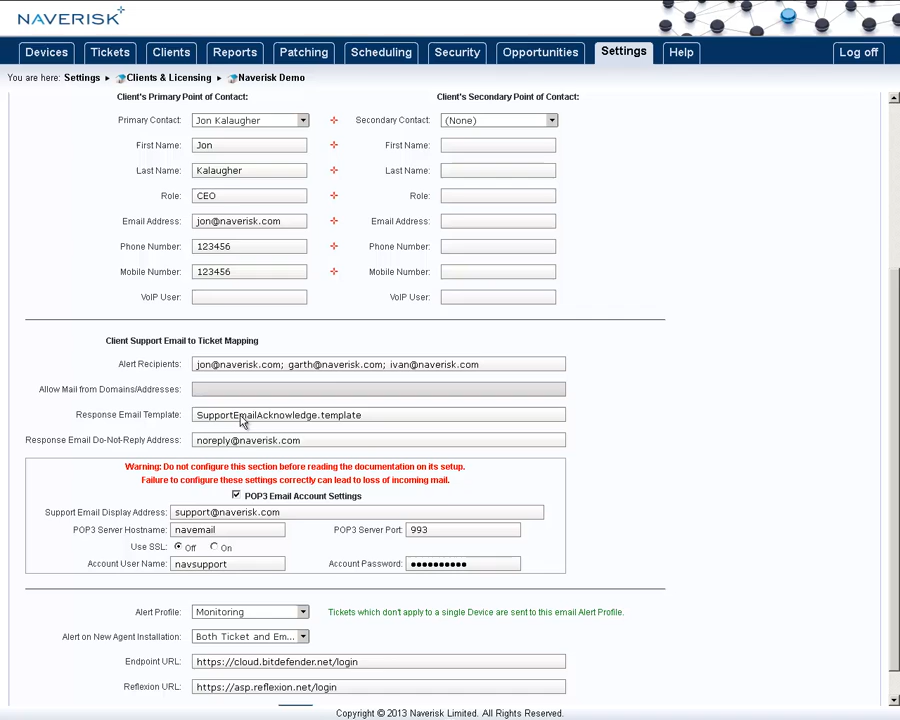 NAVERISK
Devices Tickets Clients Reports Patching Scheduling Security Opportunities Settings Help Log off
You are here: Settings ▸ Clients & Licensing ▸ Naverisk Demo
Client's Primary Point of Contact: Client's Secondary Point of Contact:
Primary Contact: Jon Kalaugher Secondary Contact: (None)
First Name: Jon First Name:
Last Name: Kalaugher Last Name:
Role: CEO Role:
Email Address: jon@naverisk.com Email Address:
Phone Number: 123456 Phone Number:
Mobile Number: 123456 Mobile Number:
VoIP User: VoIP User:
Client Support Email to Ticket Mapping
Alert Recipients: jon@naverisk.com; garth@naverisk.com; ivan@naverisk.com
Allow Mail from Domains/Addresses:
Response Email Template: SupportEmailAcknowledge.template
Response Email Do-Not-Reply Address: noreply@naverisk.com
Warning: Do not configure this section before reading the documentation on its setup.
Failure to configure these settings correctly can lead to loss of incoming mail.
POP3 Email Account Settings
Support Email Display Address: support@naverisk.com
POP3 Server Hostname: navemail POP3 Server Port: 993
Use SSL: Off On
Account User Name: navsupport Account Password: ●●●●●●●●●●
Alert Profile: Monitoring Tickets which don't apply to a single Device are sent to this email Alert Profile.
Alert on New Agent Installation: Both Ticket and Em...
Endpoint URL: https://cloud.bitdefender.net/login
Reflexion URL: https://asp.reflexion.net/login
Copyright © 2013 Naverisk Limited. All Rights Reserved.